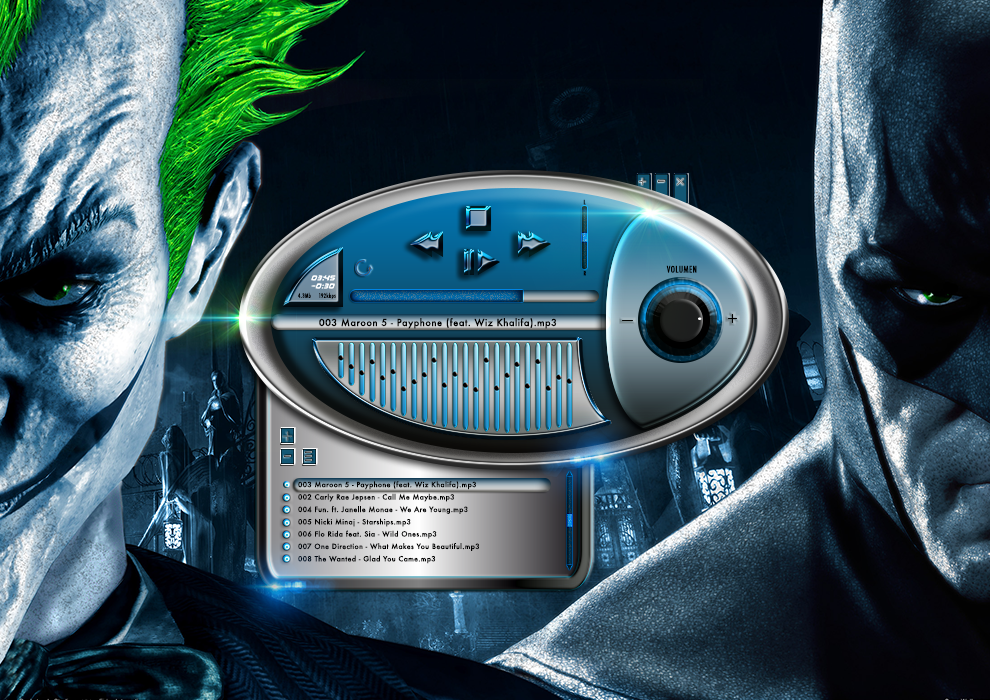 VOLUMEN
03:45
-0:30
4.3Mb 192kbps
003 Maroon 5 - Payphone (feat. Wiz Khalifa).mp3
003 Maroon 5 - Payphone (feat. Wiz Khalifa).mp3
002 Carly Rae Jepsen - Call Me Maybe.mp3
004 Fun. ft. Janelle Monae - We Are Young.mp3
005 Nicki Minaj - Starships.mp3
006 Flo Rida feat. Sia - Wild Ones.mp3
007 One Direction - What Makes You Beautiful.mp3
008 The Wanted - Glad You Came.mp3